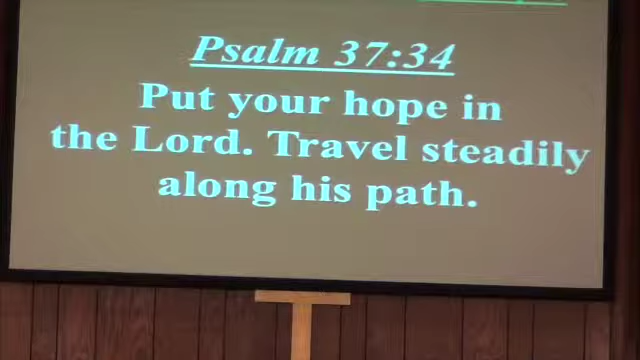 Psalm 37:34
Put your hope in
the Lord. Travel steadily
along his path.